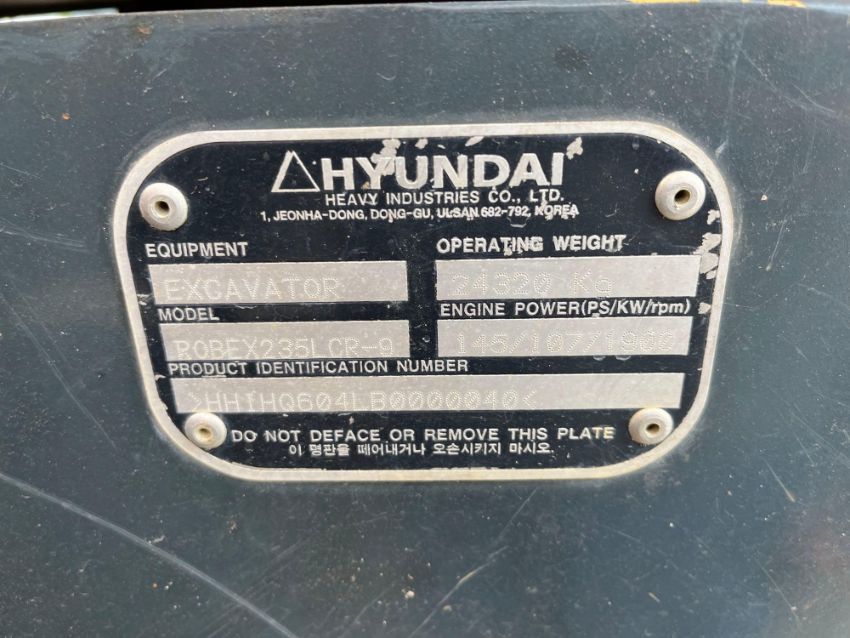 HYUNDAI
HEAVY INDUSTRIES CO., LTD.
1, JEONHA-DONG, DONG-GU, ULSAN 682-792, KOREA
EQUIPMENT
OPERATING WEIGHT
EXCAVATOR
24320 Kg
MODEL
ENGINE POWER(PS/KW/rpm)
ROBEX235LCR-9
145/107/1900
PRODUCT IDENTIFICATION NUMBER
>HHIHQ604LB0000040<
DO NOT DEFACE OR REMOVE THIS PLATE
이 명판을 떼어내거나 오손시키지 마시오.